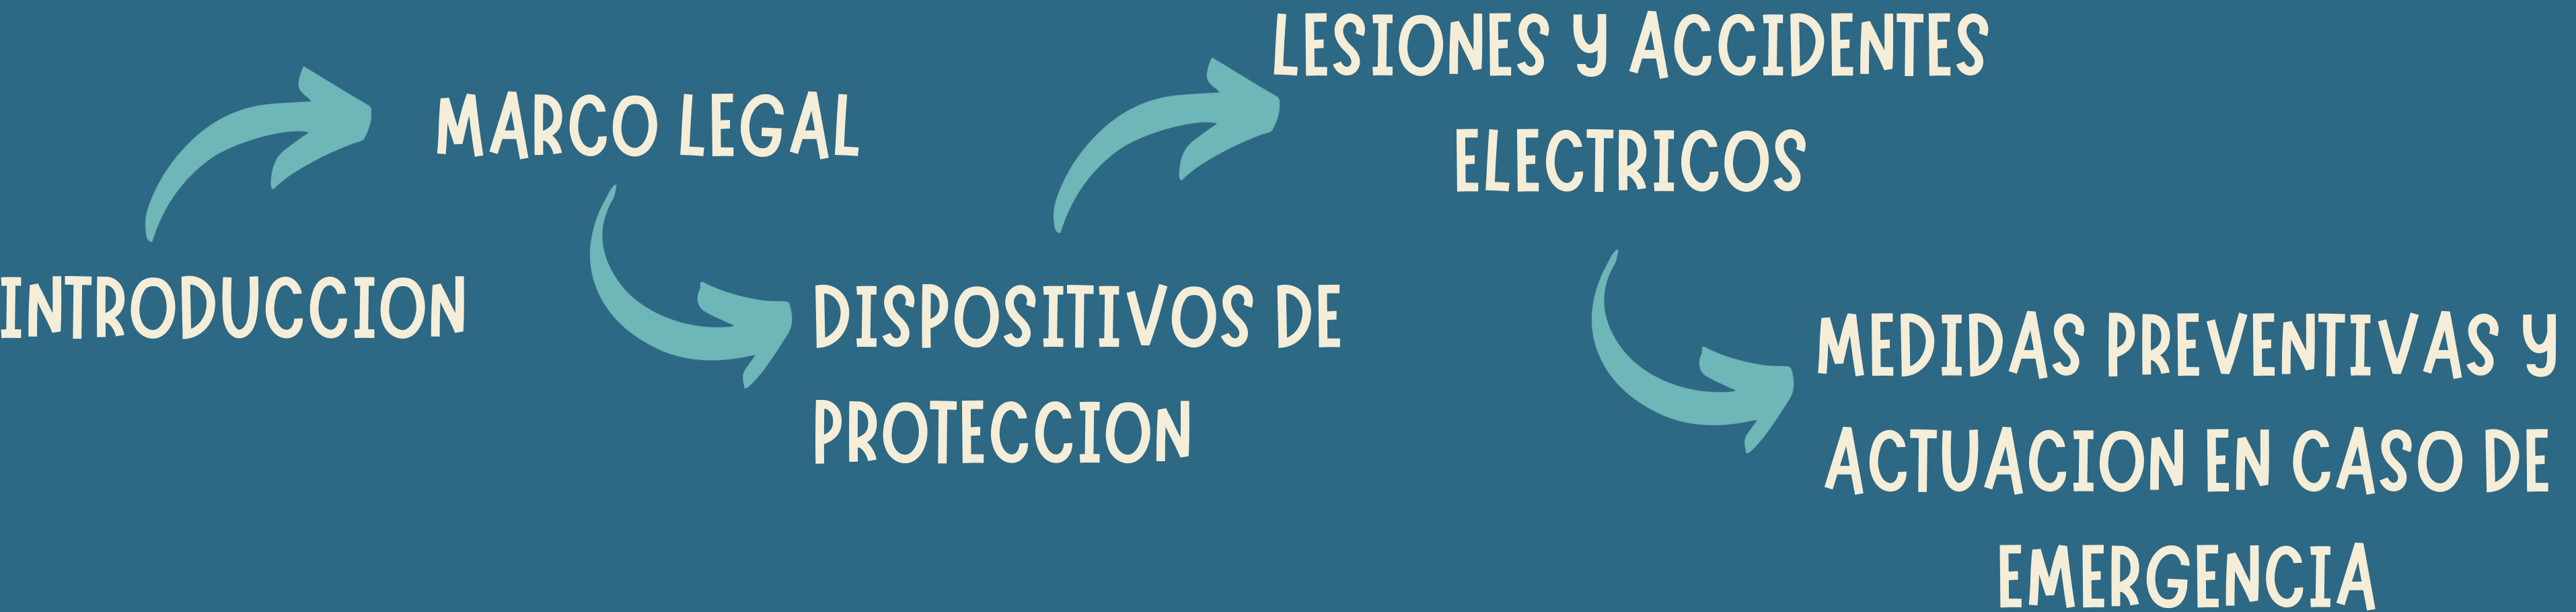 INTRODUCCION
MARCO LEGAL
DISPOSITIVOS DE
PROTECCION
LESIONES Y ACCIDENTES
ELECTRICOS
MEDIDAS PREVENTIVAS Y
ACTUACION EN CASO DE
EMERGENCIA